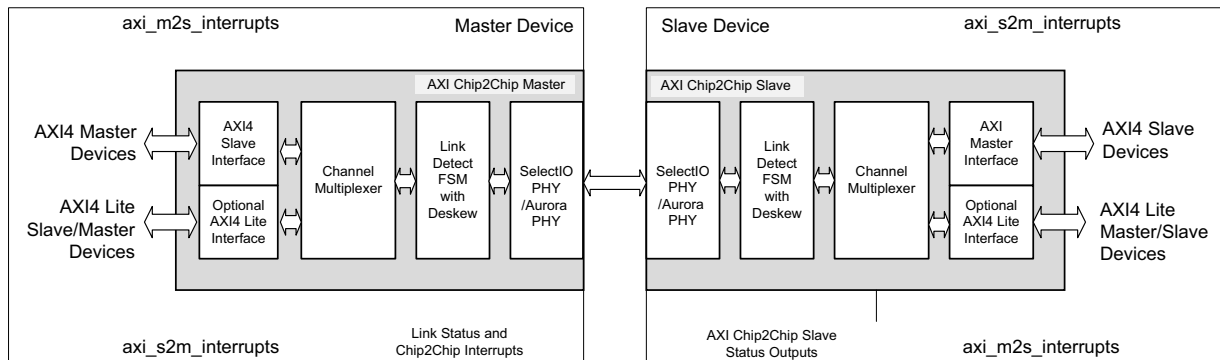 axi_m2s_interrupts
Master Device
Slave Device
axi_s2m_interrupts
AXI Chip2Chip Master
AXI Chip2Chip Slave
AXI4 Master
Devices
AXI4 Lite
Slave/Master
Devices
AXI4
Slave
Interface
Optional
AXI4 Lite
Interface
Channel
Multiplexer
Link
Detect
FSM
with
Deskew
SelectIO
PHY
/Aurora
PHY
SelectIO
PHY
/Aurora
PHY
Link
Detect
FSM
with
Deskew
Channel
Multiplexer
AXI
Master
Interface
Optional
AXI4 Lite
Interface
AXI4 Slave
Devices
AXI4 Lite
Master/Slave
Devices
axi_s2m_interrupts
Link Status and
Chip2Chip Interrupts
AXI Chip2Chip Slave
Status Outputs
axi_m2s_interrupts